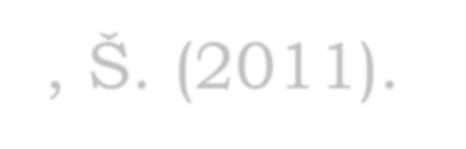 , Š. (2011).